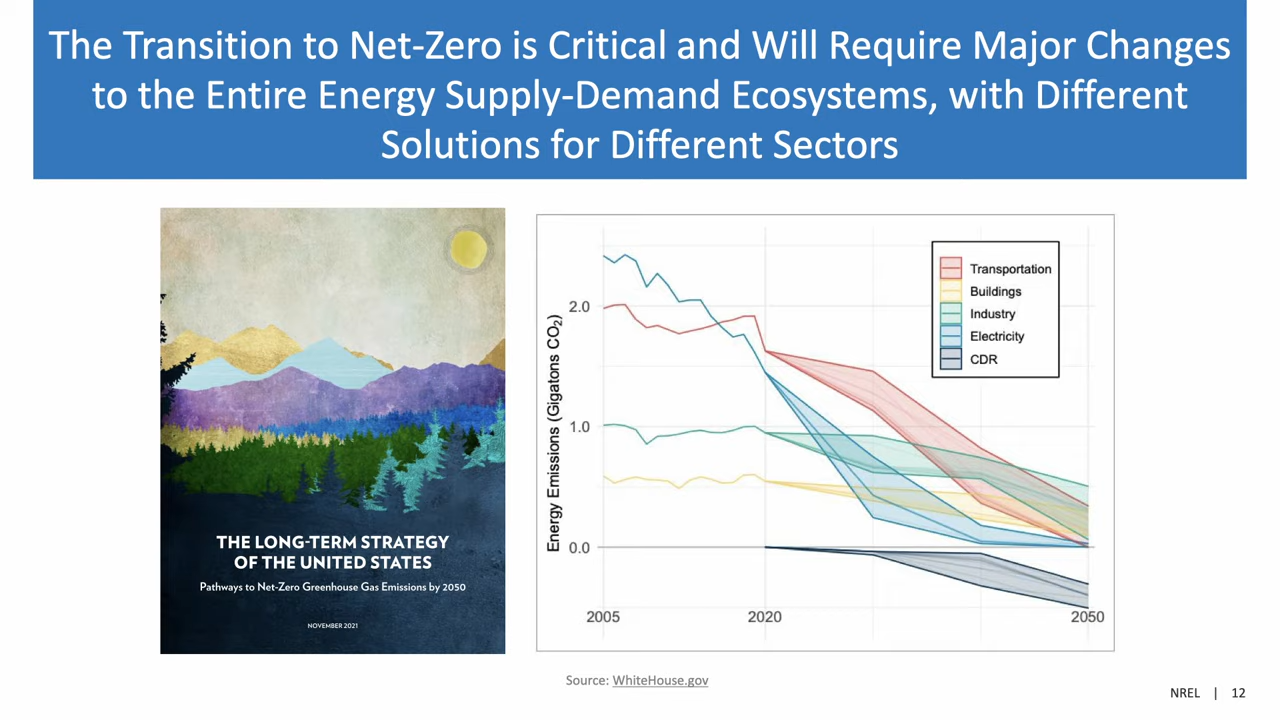 The Transition to Net-Zero is Critical and Will Require Major Changes
to the Entire Energy Supply-Demand Ecosystems, with Different
Solutions for Different Sectors
THE LONG-TERM STRATEGY
OF THE UNITED STATES
Pathways to Net-Zero Greenhouse Gas Emissions by 2050
NOVEMBER 2021
Energy Emissions (Gigatons CO₂)
2.0
1.0
0.0
2005
2020
2050
Transportation
Buildings
Industry
Electricity
CDR
Source: WhiteHouse.gov
NREL | 12